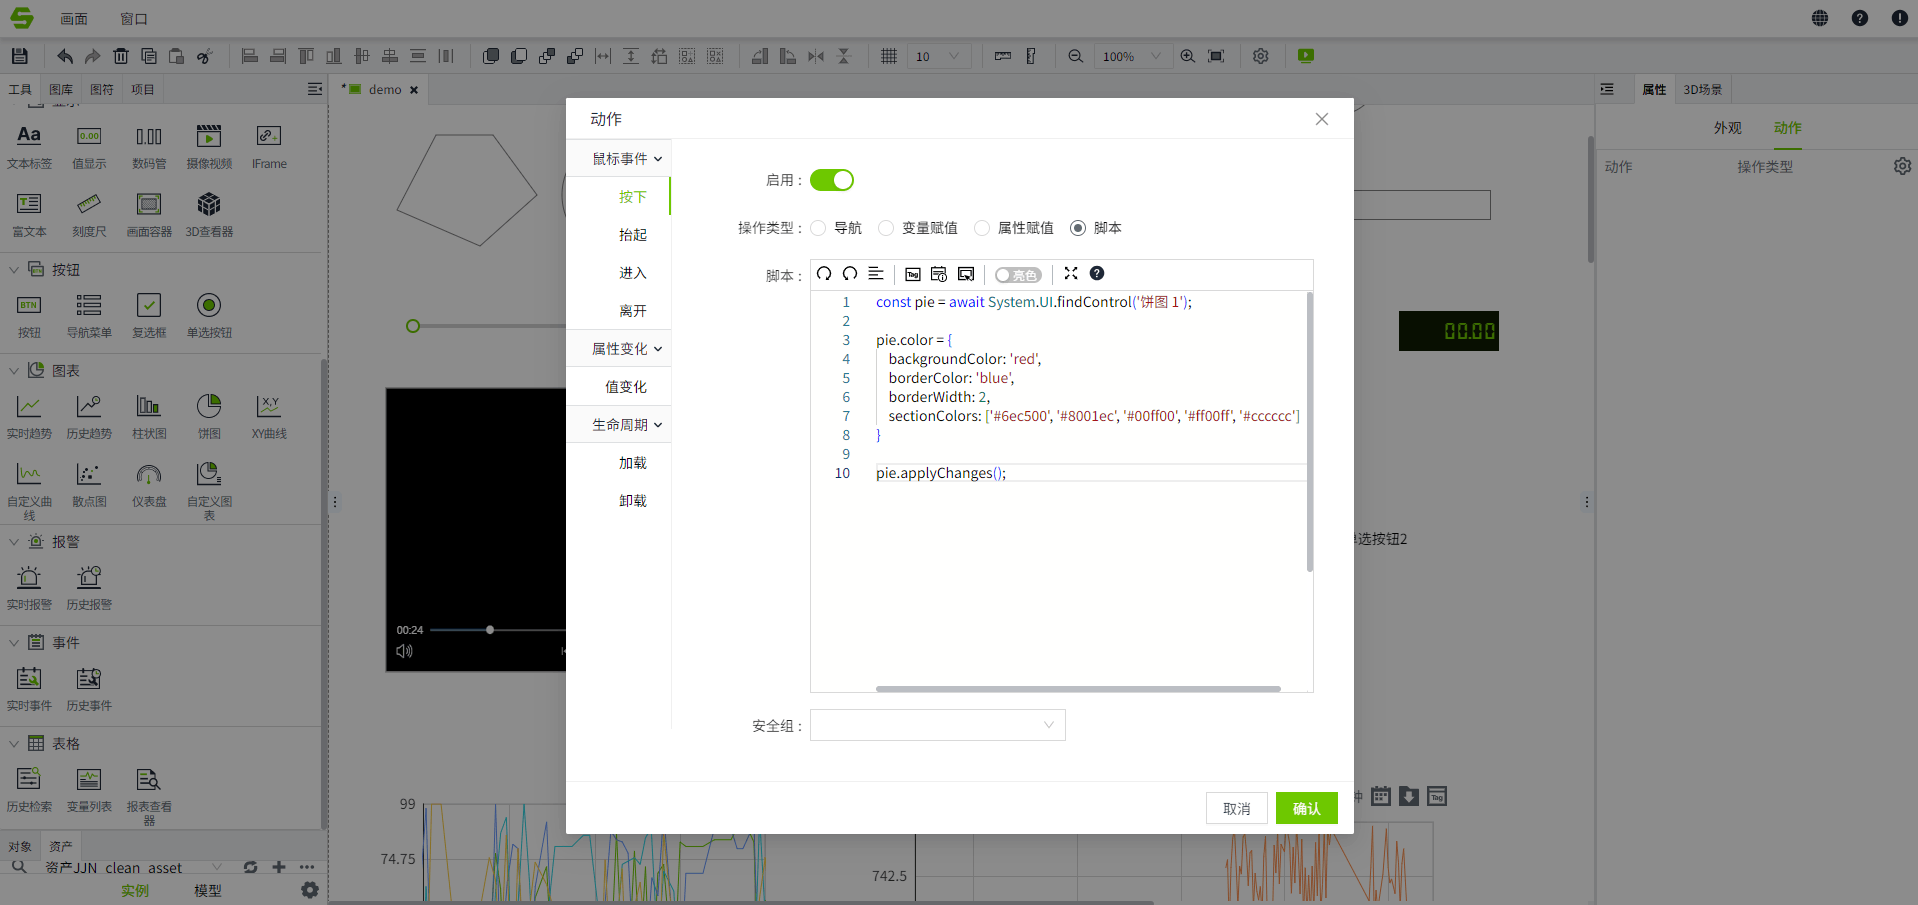 画面 窗口
10 100%
工具 图库 图符 项目
* demo
属性 3D场景
外观 动作
动作 操作类型
Aa 0.00 0.00
文本标签 值显示 数码管 摄像视频 IFrame
富文本 刻度尺 画面容器 3D查看器
按钮
BTN
按钮 导航菜单 复选框 单选按钮
图表
X,Y
实时趋势 历史趋势 柱状图 饼图 XY曲线
自定义曲线 散点图 仪表盘 自定义图表
报警
实时报警 历史报警
事件
实时事件 历史事件
表格
历史检索 变量列表 报表查看器
对象 资产
资产JJN_clean_asset
实例 模型
00:24
99
74.75
742.5
00.00
选按钮2
Tag
动作
鼠标事件
按下
抬起
进入
离开
属性变化
值变化
生命周期
加载
卸载
启用 :
操作类型 : 导航 变量赋值 属性赋值 脚本
脚本 : Tag 亮色
1 const pie = await System.UI.findControl('饼图 1');
2
3 pie.color = {
4 backgroundColor: 'red',
5 borderColor: 'blue',
6 borderWidth: 2,
7 sectionColors: ['#6ec500', '#8001ec', '#00ff00', '#ff00ff', '#cccccc']
8 }
9
10 pie.applyChanges();
安全组 :
取消 确认